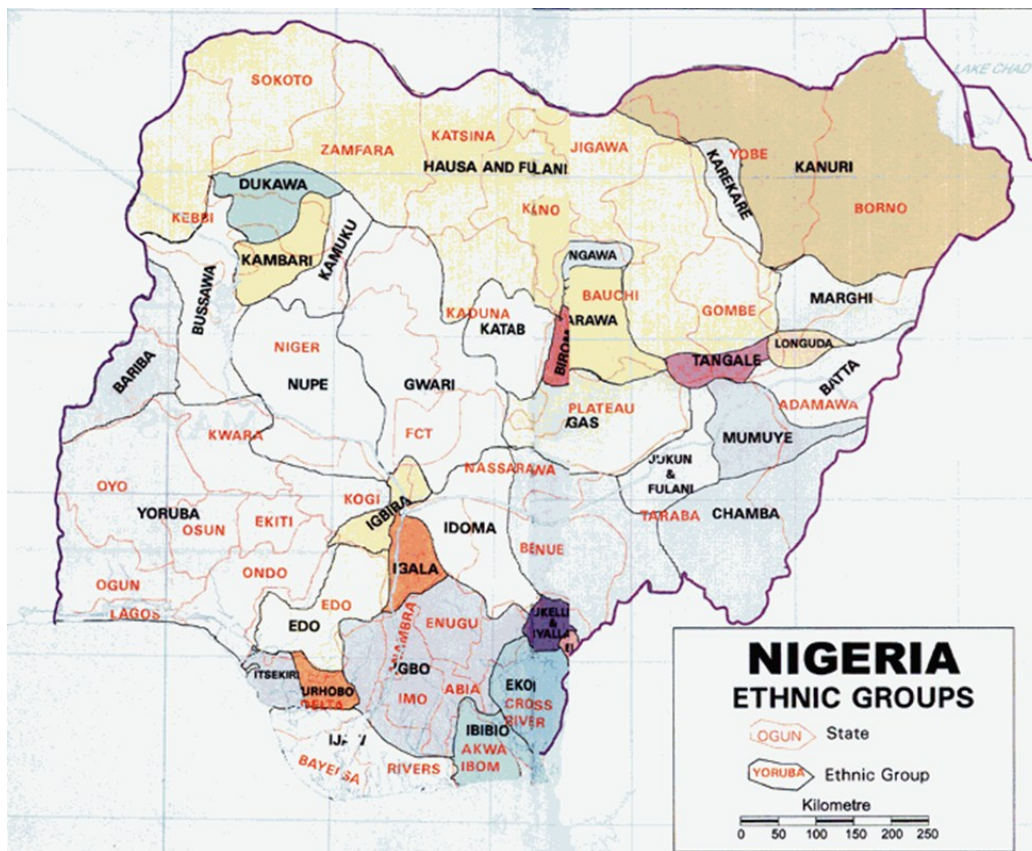 LAKE CHAD
SOKOTO
KATSINA
ZAMFARA
JIGAWA
YOBE
HAUSA AND FULANI
KAREKARE
KANURI
DUKAWA
KEBBI
KANO
BORNO
KAMUKU
KAMBARI
NGAWA
BUSSAWA
BAUCHI
MARGHI
KADUNA
GOMBE
KATAB
ARAWA
BIROM
NIGER
LONGUDA
TANGALE
BARIBA
NUPE
GWARI
BATTA
PLATEAU
ADAMAWA
GAS
KWARA
FCT
MUMUYE
JUKUN
&
FULANI
NASSARAWA
OYO
KOGI
IGBIRA
YORUBA
EKITI
OSUN
IDOMA
TARABA
CHAMBA
BENUE
IGALA
OGUN
ONDO
LAGOS
EDO
EDO
ANAMBRA
ENUGU
UKELLI
&
ITSEKIRI
IGBO
URHOBO
DELTA
IMO
ABIA
EKOI
CROSS
RIVER
IBIBIO
AKWA
IBOM
BAYELSA
RIVERS
NIGERIA
ETHNIC GROUPS
OGUN State
YORUBA Ethnic Group
Kilometre
0 50 100 150 200 250